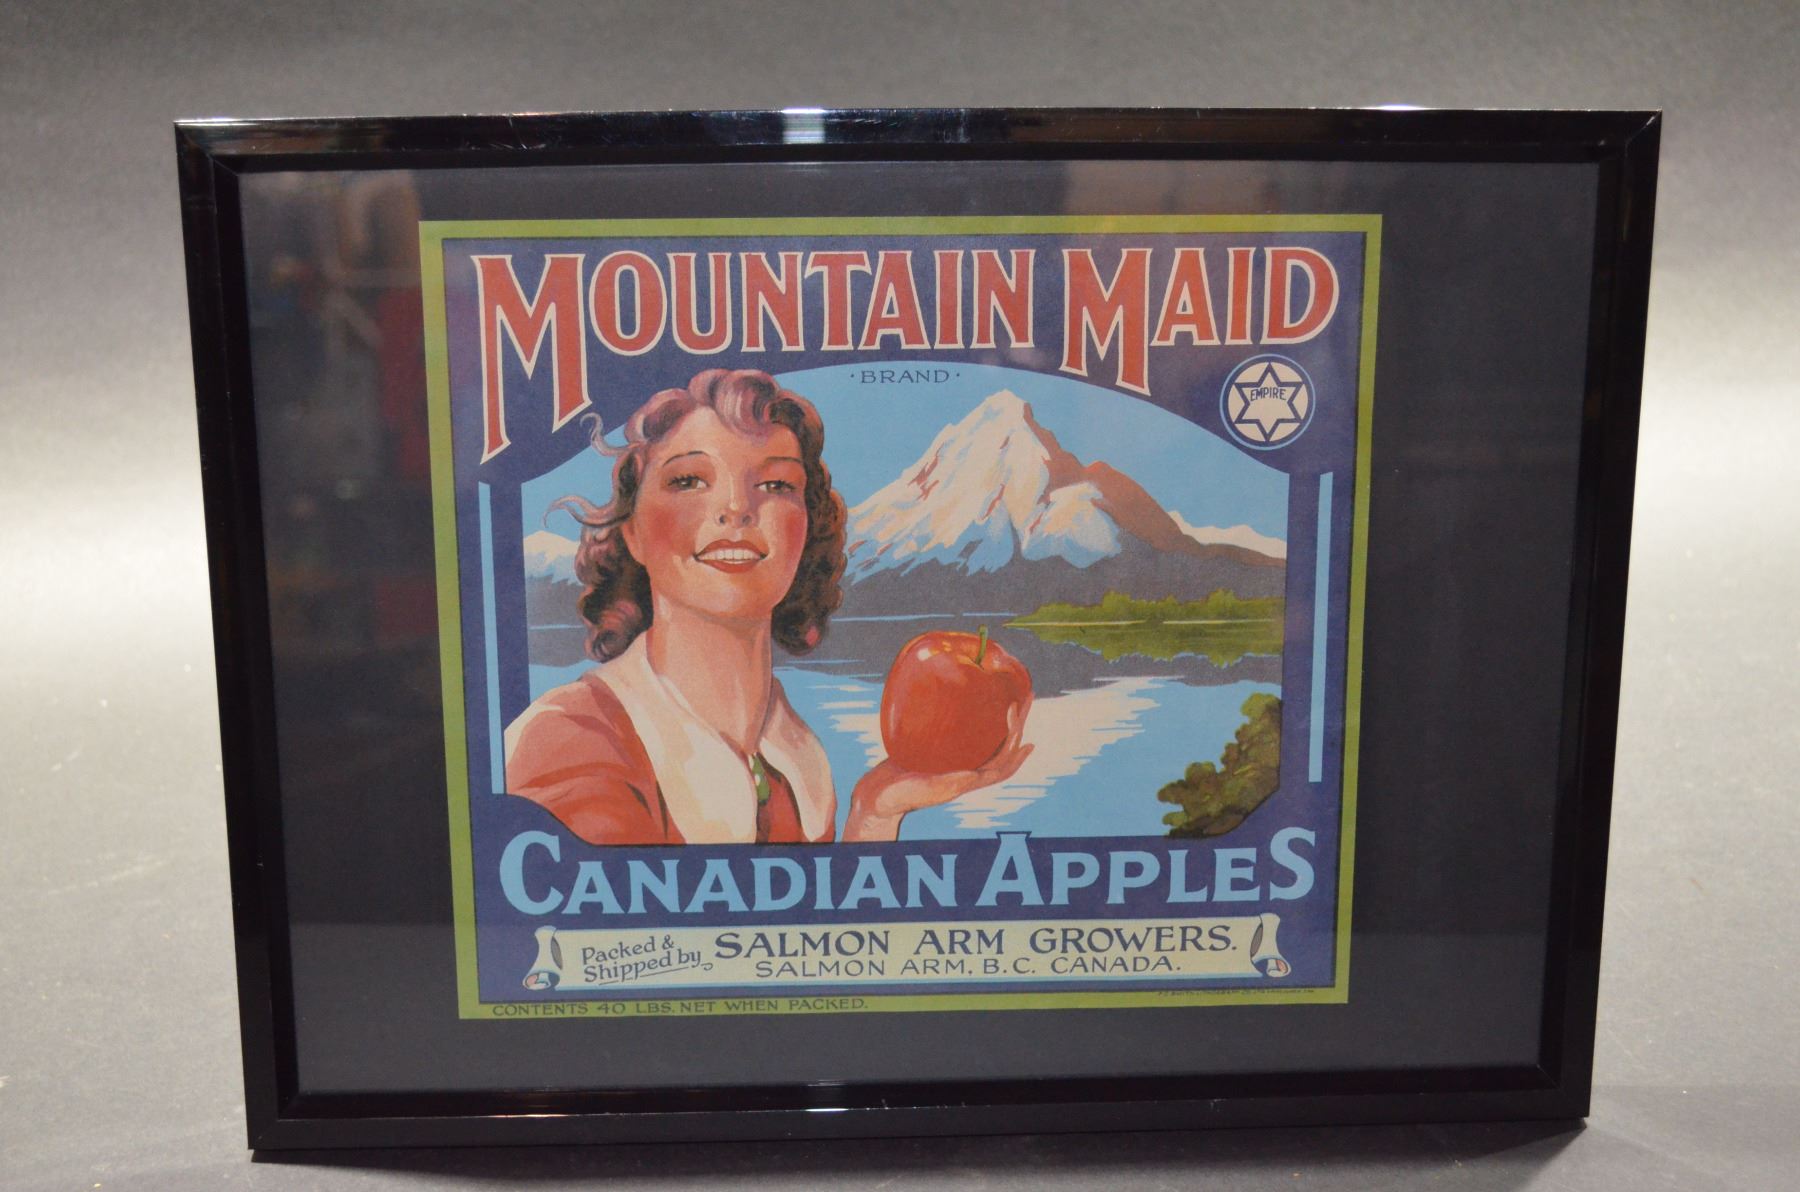 MOUNTAIN MAID
·BRAND·
EMPIRE
CANADIAN APPLES
Packed &
Shipped by
SALMON ARM GROWERS.
SALMON ARM, B.C. CANADA.
CONTENTS 40 LBS. NET WHEN PACKED.